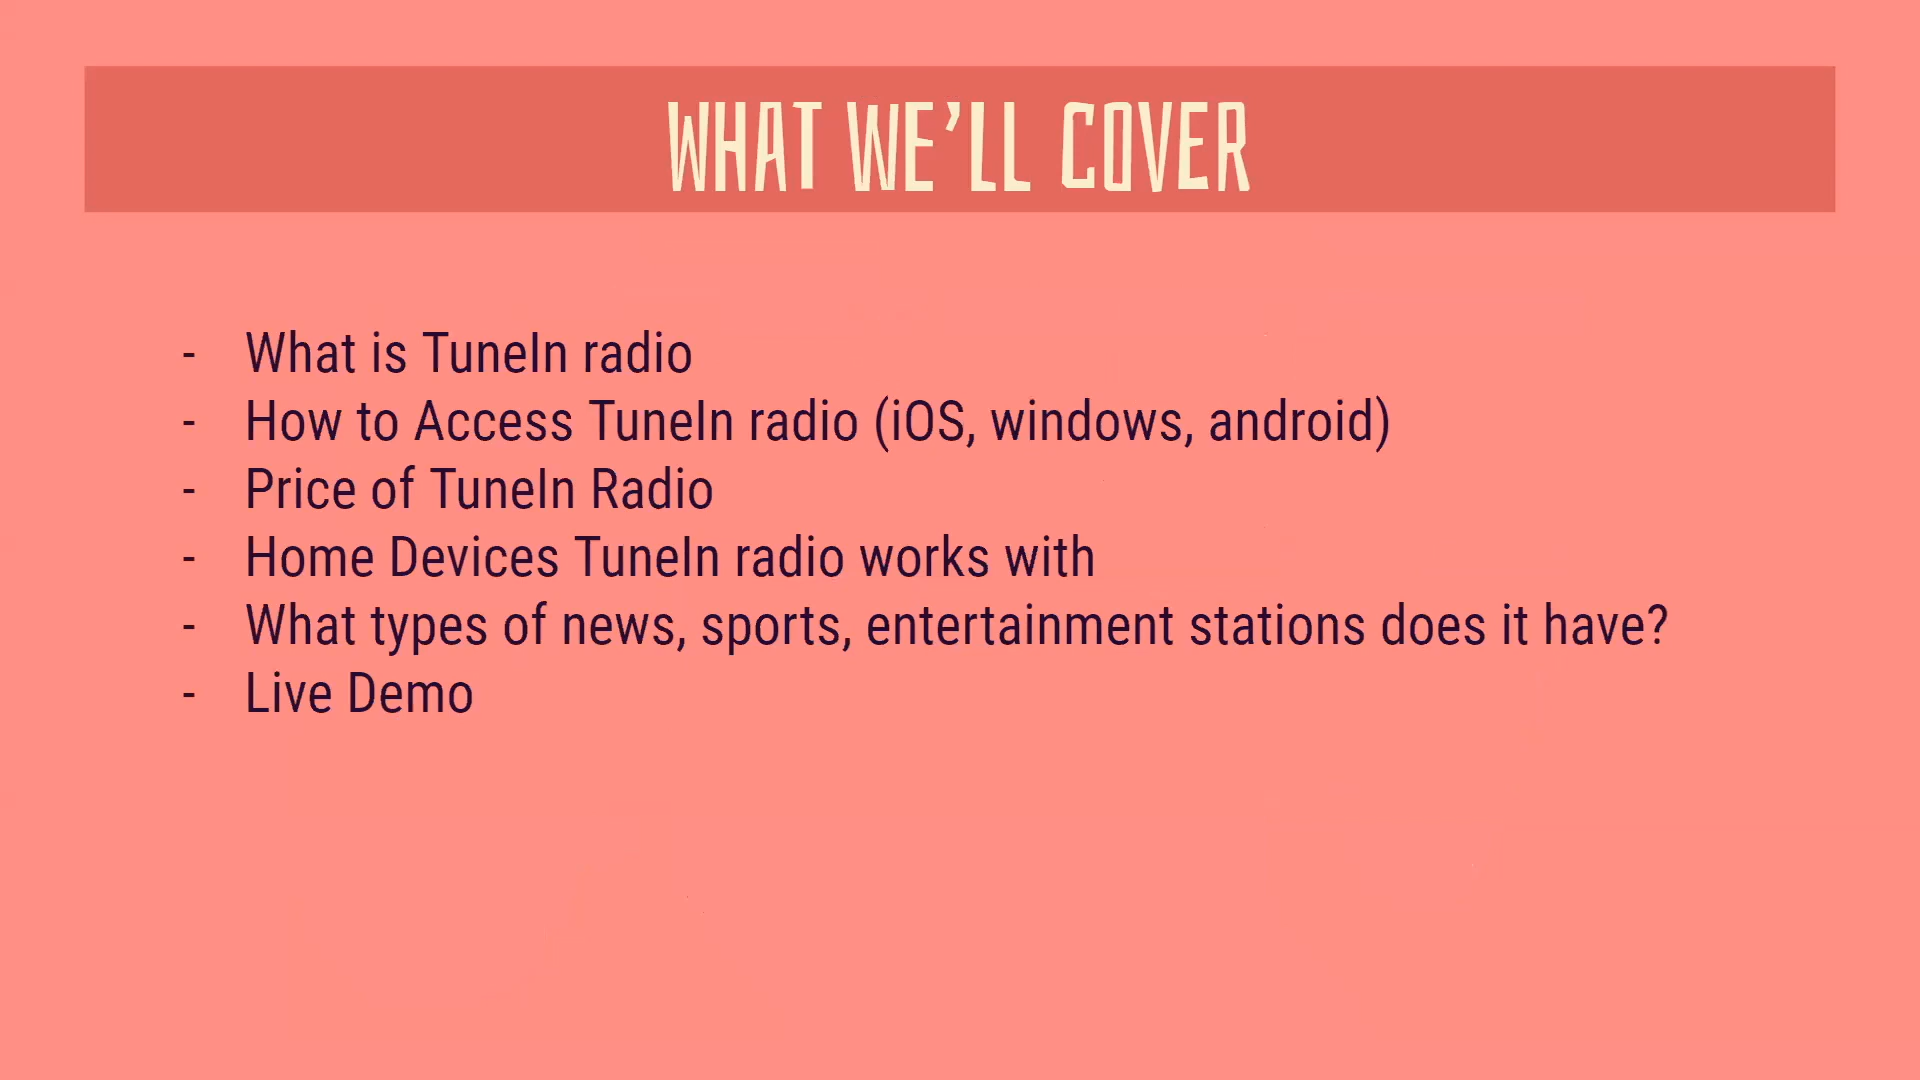 WHAT WE'LL COVER
- What is TuneIn radio
- How to Access TuneIn radio (iOS, windows, android)
- Price of TuneIn Radio
- Home Devices TuneIn radio works with
- What types of news, sports, entertainment stations does it have?
- Live Demo